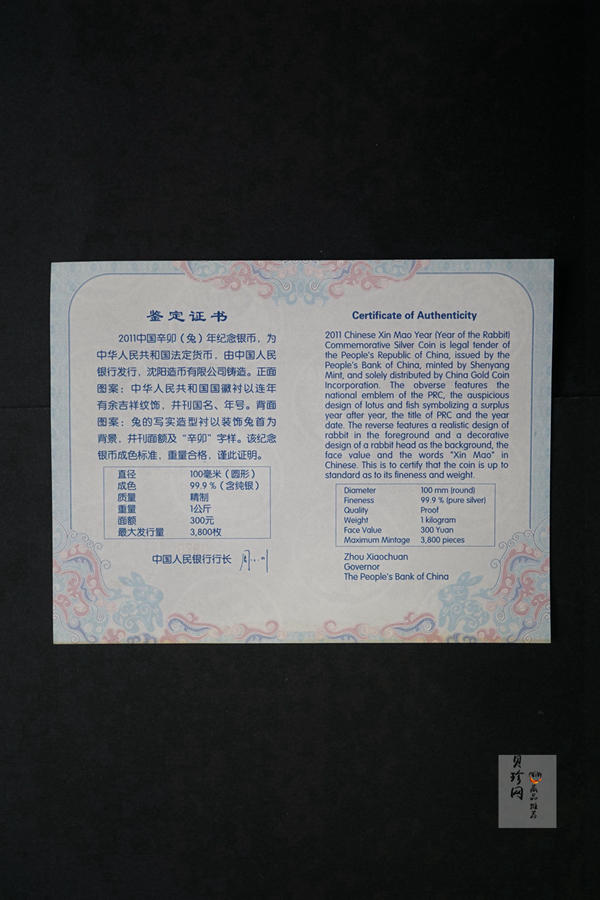 鉴定证书
2011中国辛卯（兔）年纪念银币，为
中华人民共和国法定货币，由中国人民
银行发行，沈阳造币有限公司铸造。正面
图案：中华人民共和国国徽衬以连年
有余吉祥纹饰，并刊国名、年号。背面
图案：兔的写实造型衬以装饰兔首为
背景，并刊面额及“辛卯”字样。该纪念
银币成色标准，重量合格，谨此证明。
直径 100毫米（圆形）
成色 99.9％（含纯银）
质量 精制
重量 1公斤
面额 300元
最大发行量 3,800枚
中国人民银行行长
Certificate of Authenticity
2011 Chinese Xin Mao Year (Year of the Rabbit)
Commemorative Silver Coin is legal tender of
the People's Republic of China, issued by the
People's Bank of China, minted by Shenyang
Mint, and solely distributed by China Gold Coin
Incorporation. The obverse features the
national emblem of the PRC, the auspicious
design of lotus and fish symbolizing a surplus
year after year, the title of PRC and the year
date. The reverse features a realistic design of
rabbit in the foreground and a decorative
design of a rabbit head as the background, the
face value and the words "Xin Mao" in
Chinese. This is to certify that the coin is up to
standard as to its fineness and weight.
Diameter 100 mm (round)
Fineness 99.9 % (pure silver)
Quality Proof
Weight 1 kilogram
Face Value 300 Yuan
Maximum Mintage 3,800 pieces
Zhou Xiaochuan
Governor
The People's Bank of China
贝珍网
藏品推荐